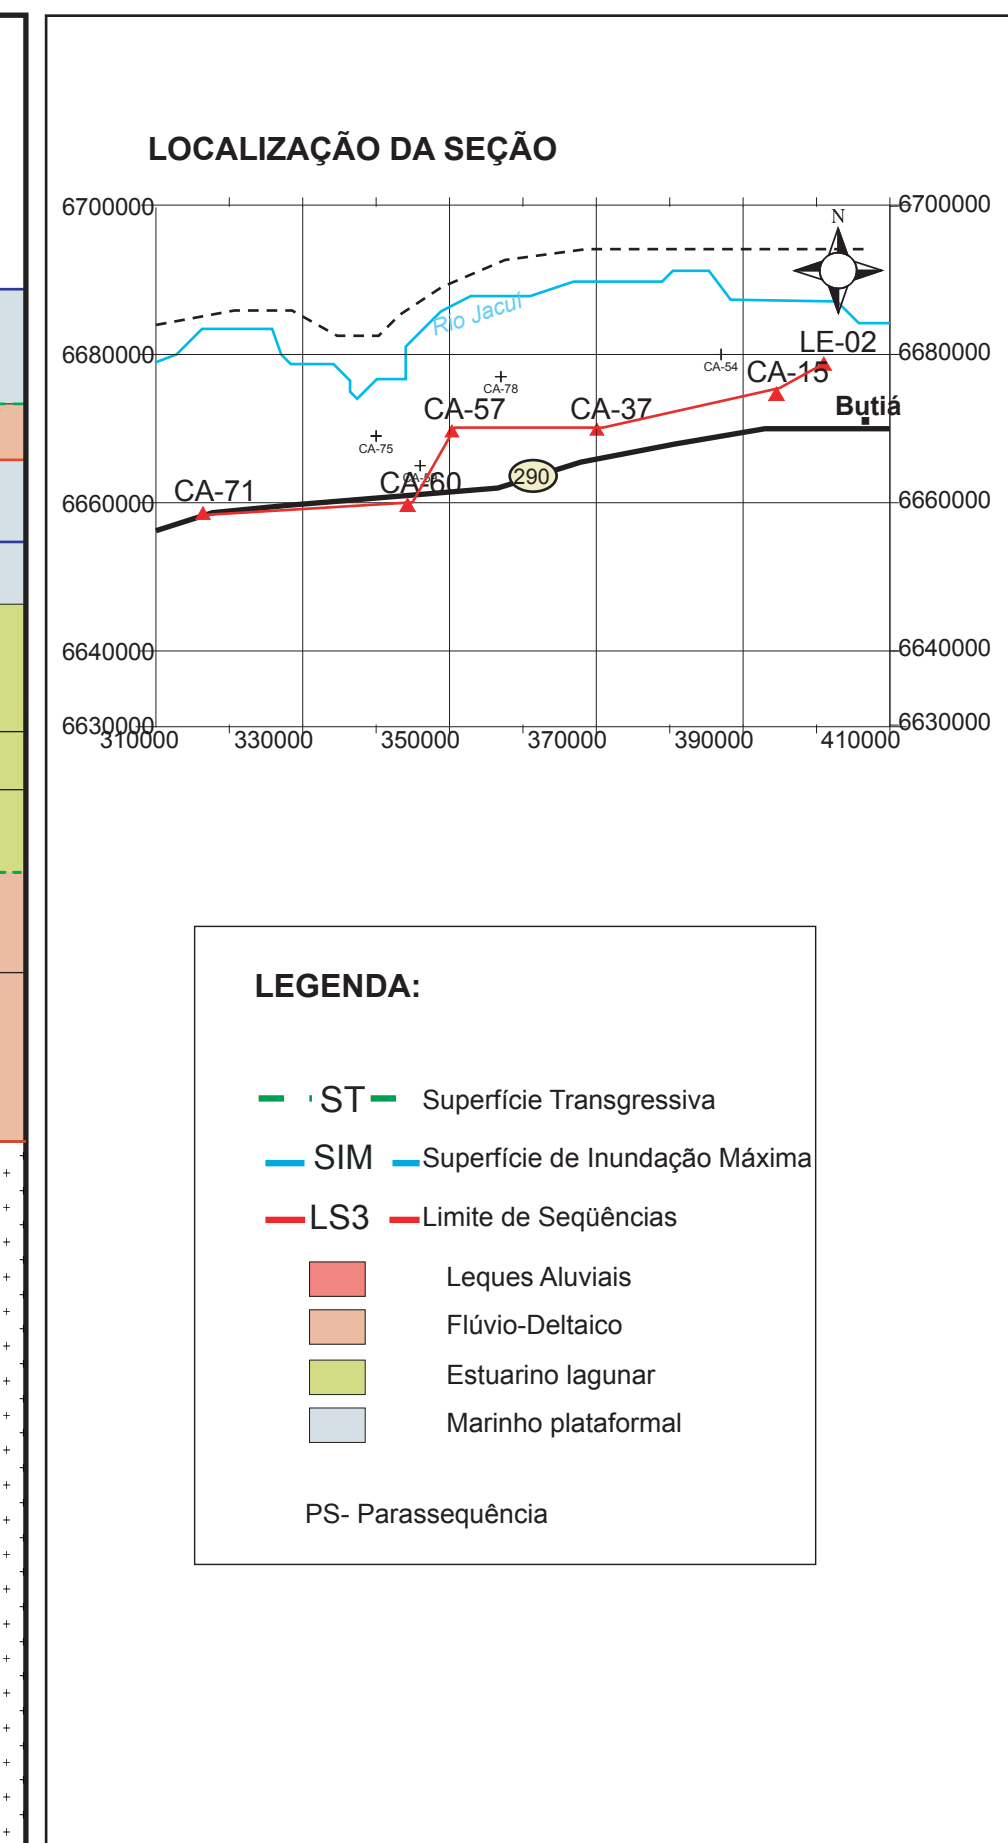 LOCALIZAÇÃO DA SEÇÃO
6700000
6700000
N
Rio Jacuí
6680000
LE-02
6680000
CA-54
CA-15
CA-78
Butiá
CA-57
CA-37
CA-75
290
CA-60
CA-71
6660000
6660000
6640000
6640000
6630000
6630000
310000
330000
350000
370000
390000
410000
LEGENDA:
ST
Superfície Transgressiva
SIM
Superfície de Inundação Máxima
LS3
Limite de Seqüências
Leques Aluviais
Flúvio-Deltaico
Estuarino lagunar
Marinho plataformal
PS- Parassequência